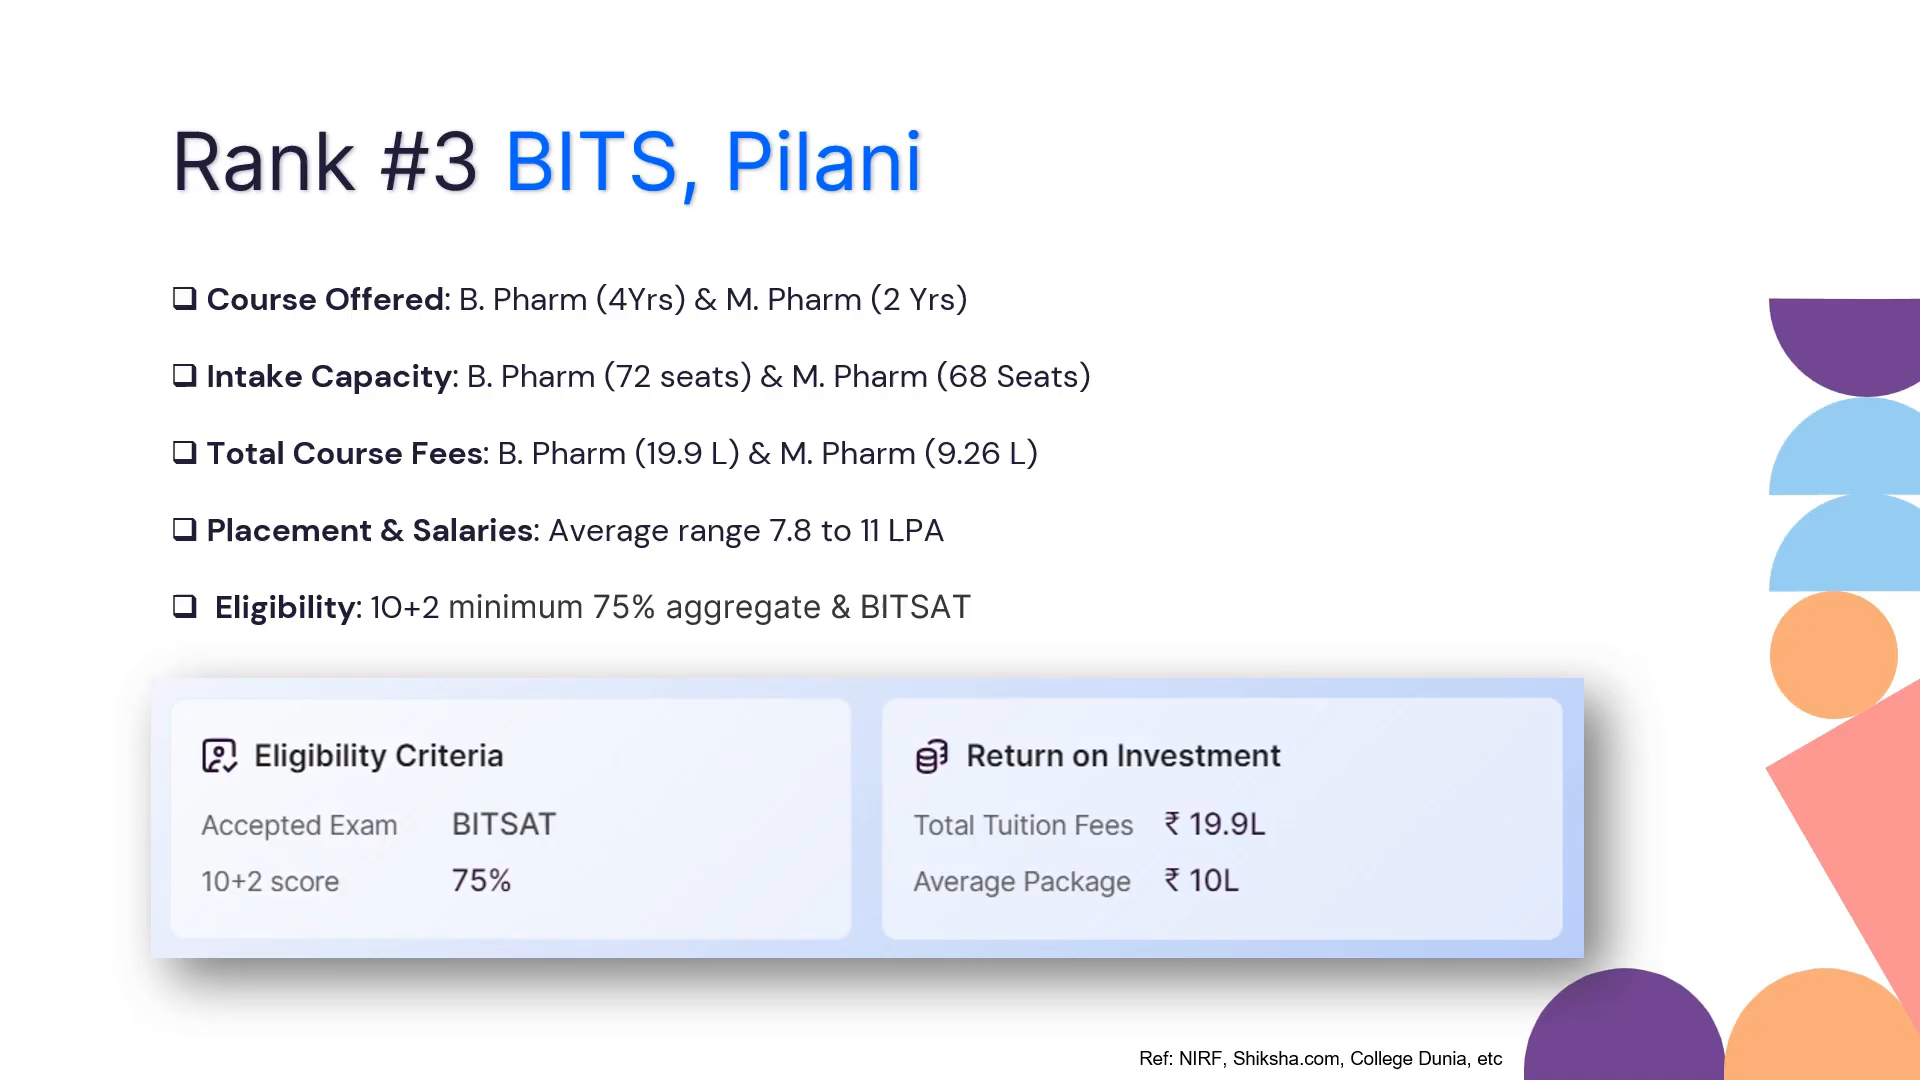 Rank #3 BITS, Pilani
❑ Course Offered: B. Pharm (4Yrs) & M. Pharm (2 Yrs)
❑ Intake Capacity: B. Pharm (72 seats) & M. Pharm (68 Seats)
❑ Total Course Fees: B. Pharm (19.9 L) & M. Pharm (9.26 L)
❑ Placement & Salaries: Average range 7.8 to 11 LPA
❑ Eligibility: 10+2 minimum 75% aggregate & BITSAT
Eligibility Criteria
Accepted Exam BITSAT
10+2 score 75%
Return on Investment
Total Tuition Fees ₹ 19.9L
Average Package ₹ 10L
Ref: NIRF, Shiksha.com, College Dunia, etc